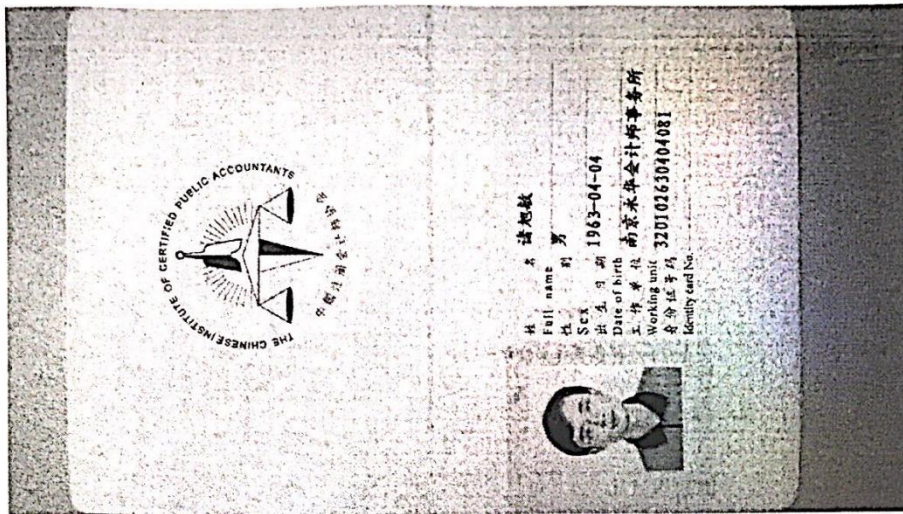 THE CHINESE INSTITUTE OF CERTIFIED PUBLIC ACCOUNTANTS
中国注册会计师协会
姓 名 诸旭敏
Full name
性 别 男
Sex
出 生 日 期 1963-04-04
Date of birth
工 作 单 位 南京永华会计师事务所
Working unit
身 份 证 号 码 320102630404081
Identity card No.